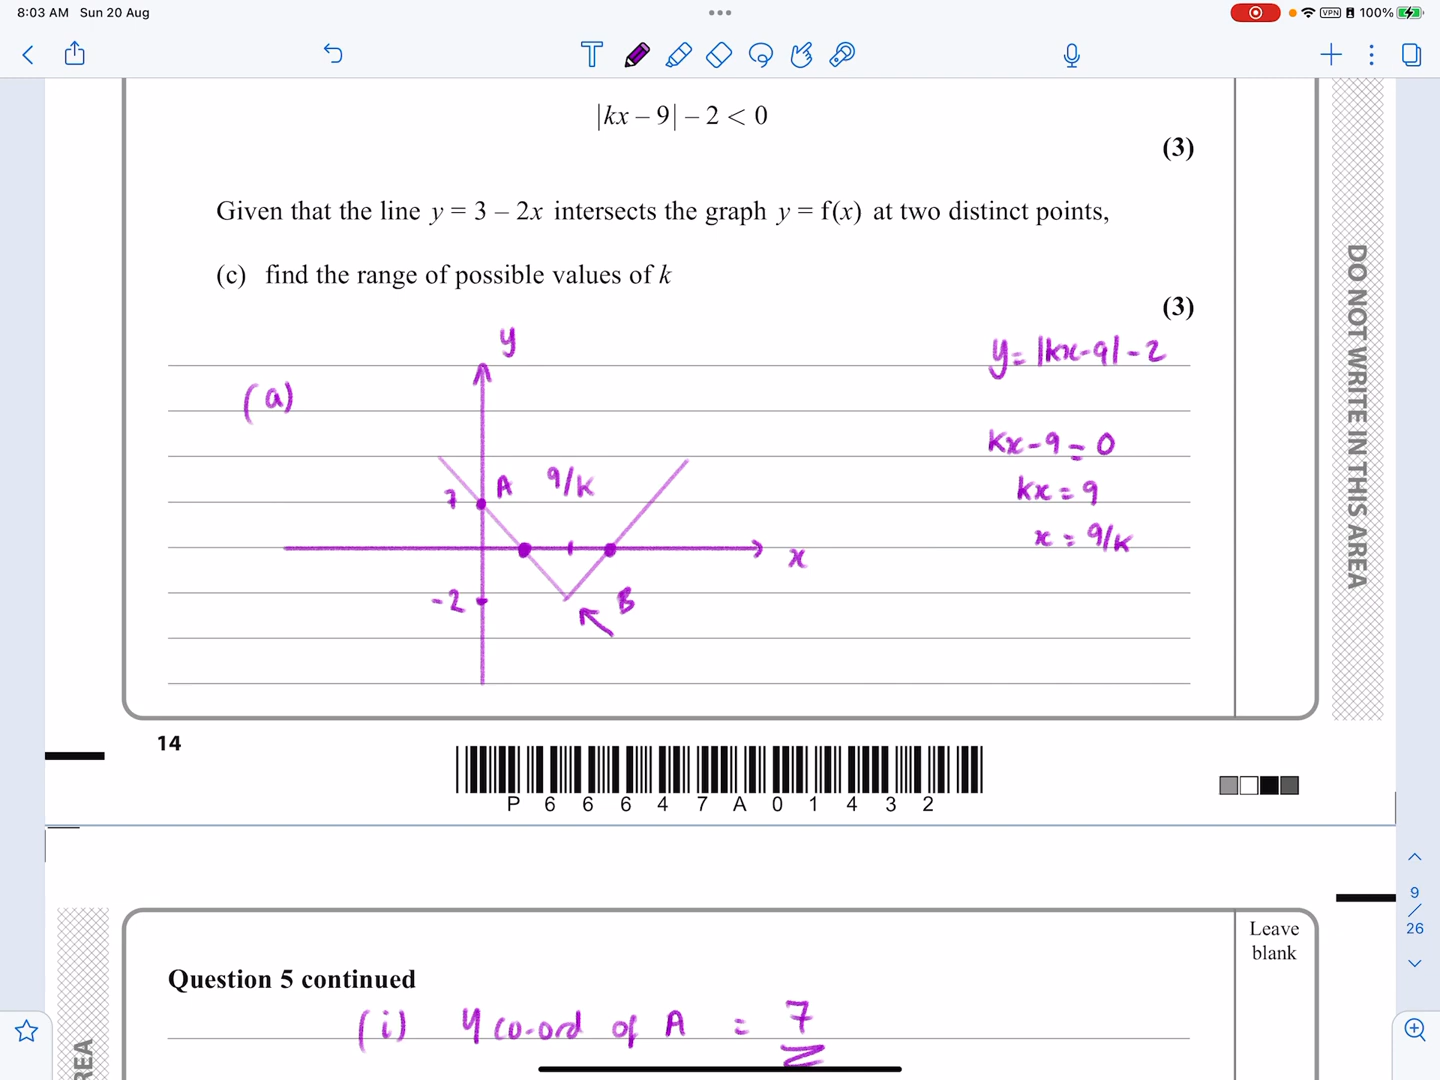 8:03 AM Sun 20 Aug
VPN 100%
|kx – 9| – 2 < 0
(3)
Given that the line y = 3 – 2x intersects the graph y = f(x) at two distinct points,
(c) find the range of possible values of k
(3)
y
y = |kx-9| - 2
(a)
kx - 9 = 0
7 A 9/k
kx = 9
x = 9/k
x
-2 B
DO NOT WRITE IN THIS AREA
14
P 6 6 6 4 7 A 0 1 4 3 2
9
/
26
Leave
blank
Question 5 continued
(i) y co-ord of A = 7
REA